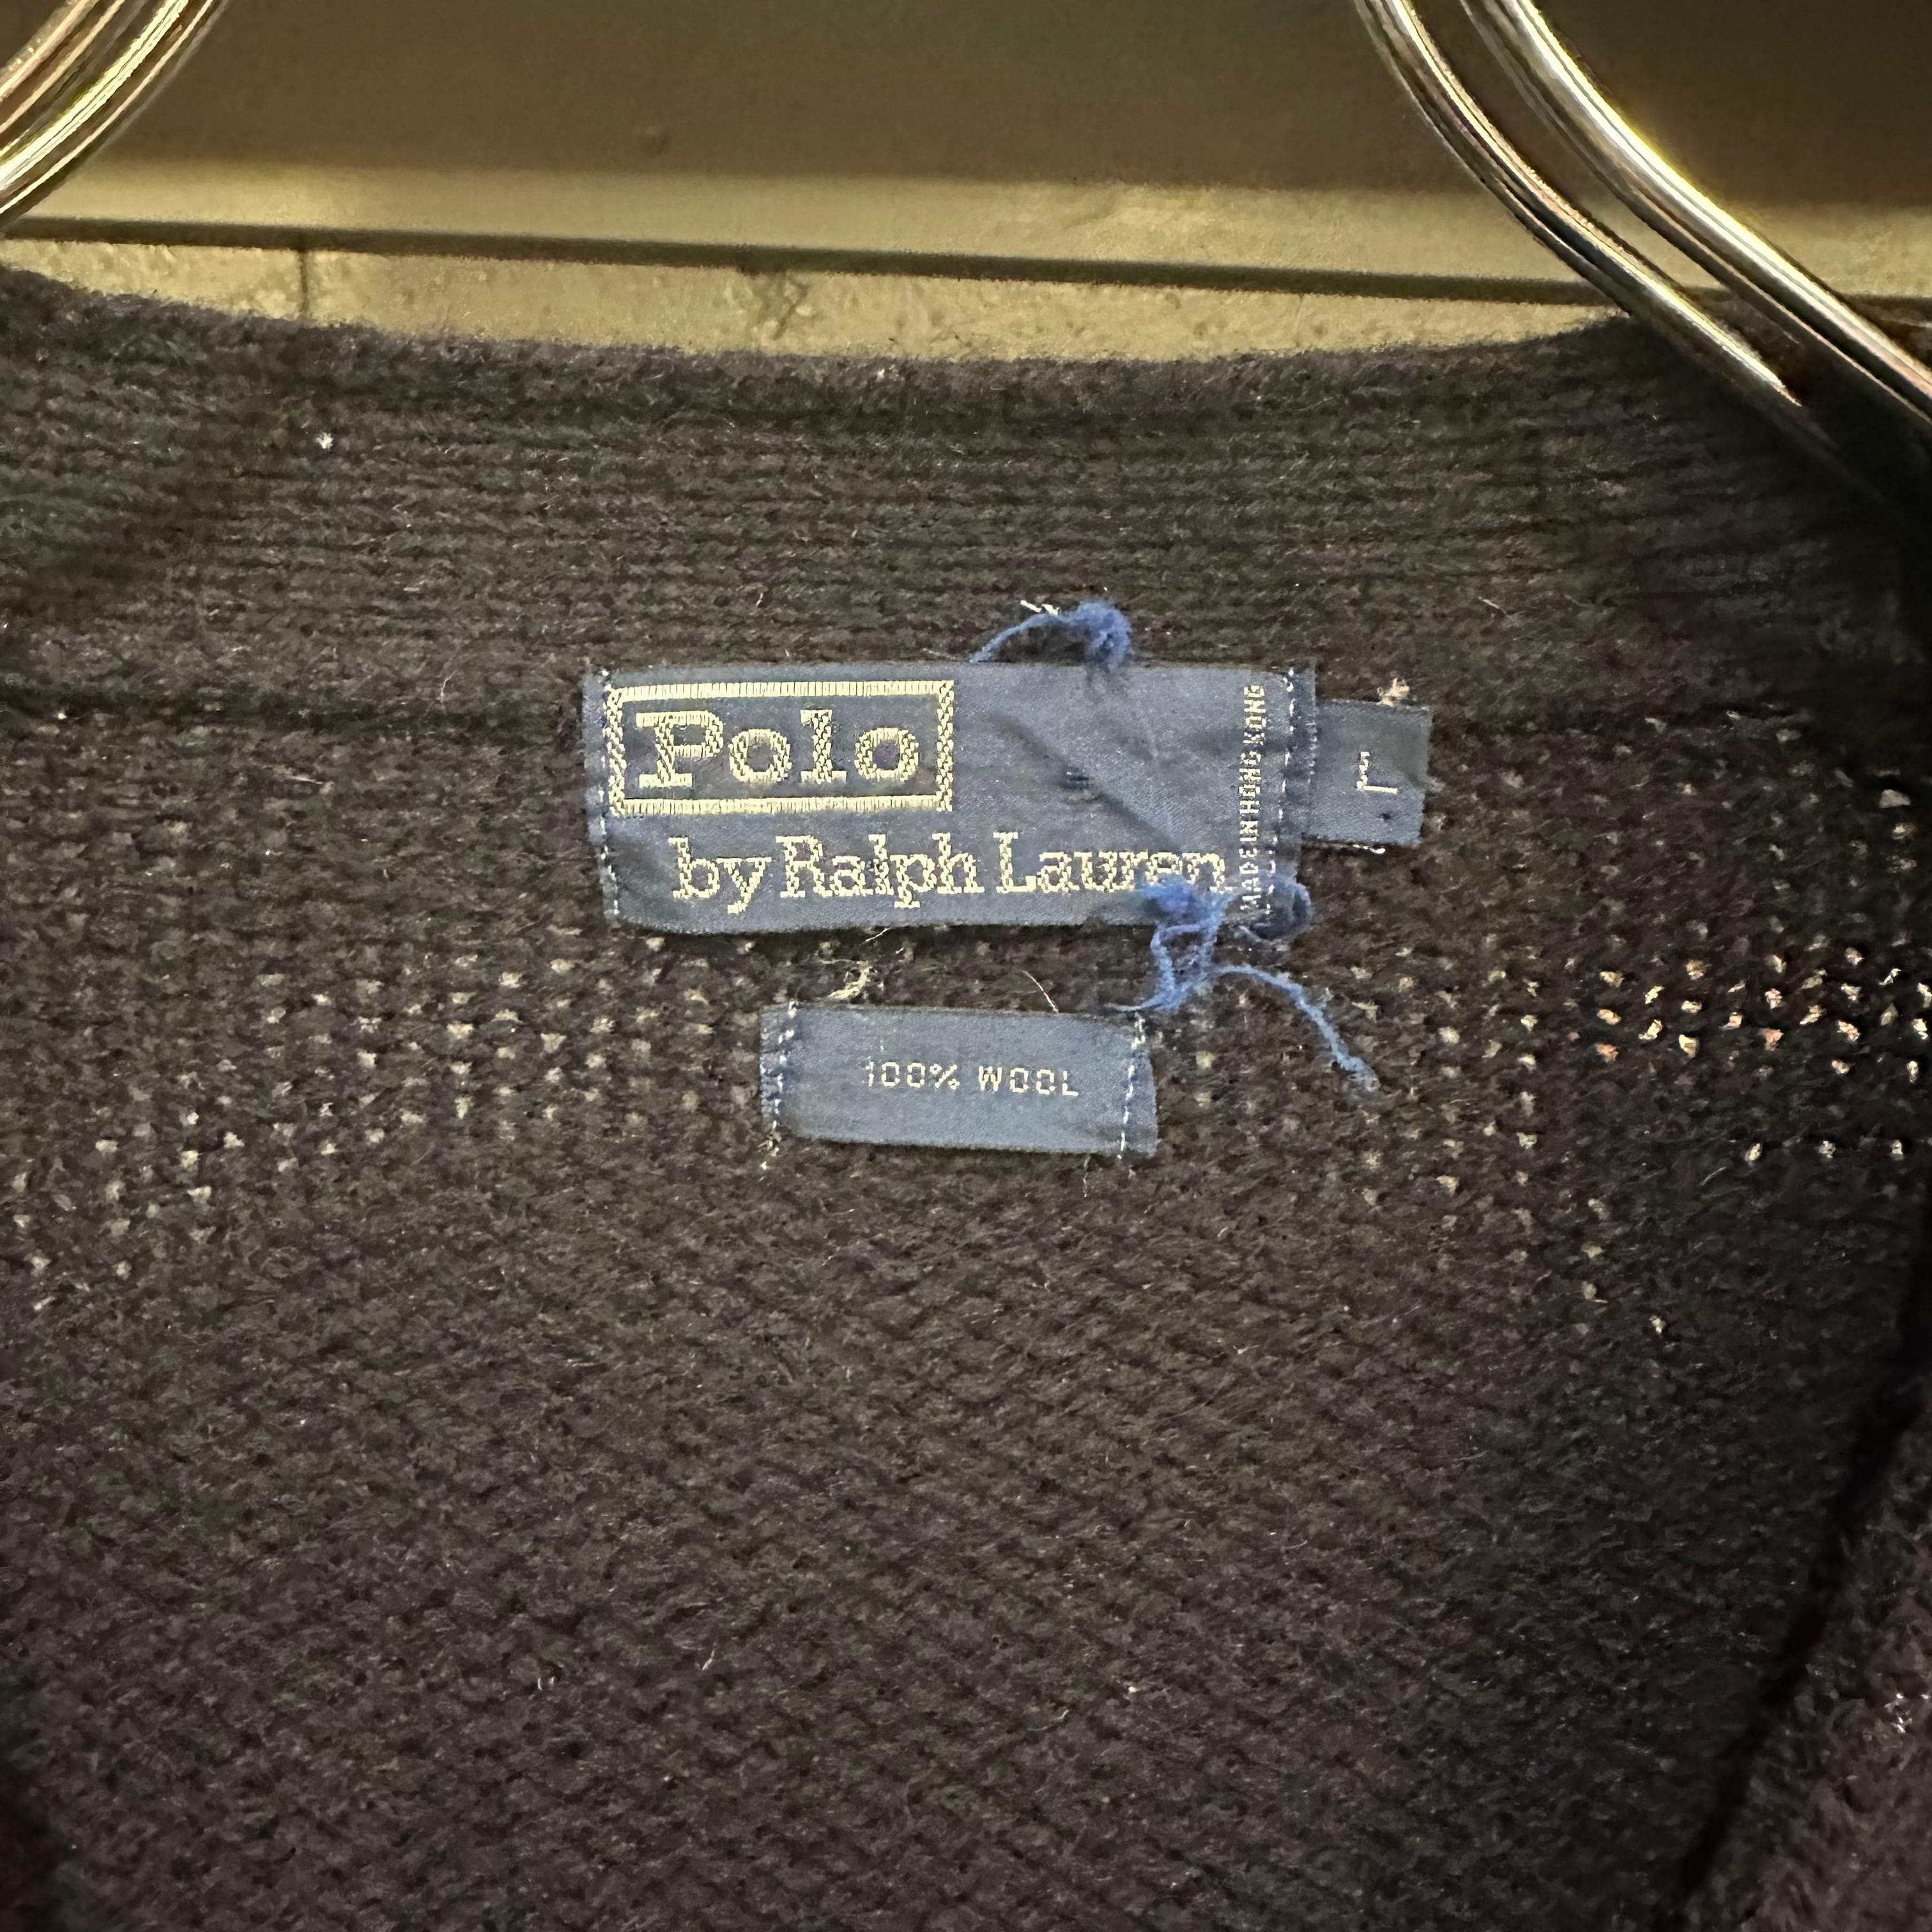 Polo
by Ralph Lauren
MADE IN HONG KONG
L
100% WOOL